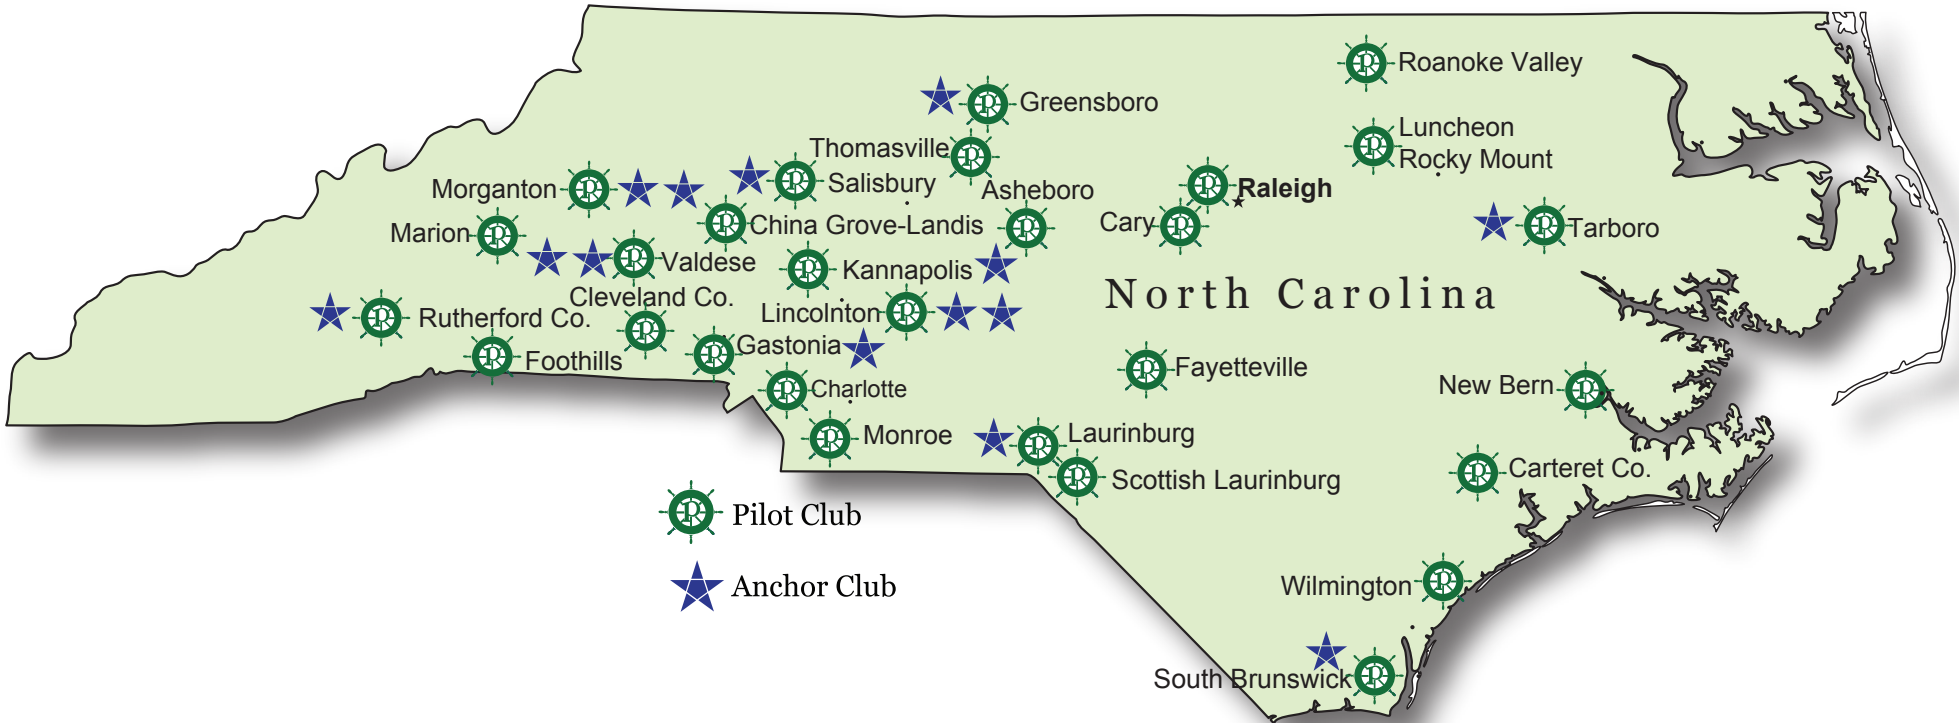 Roanoke Valley
Greensboro
Luncheon
Rocky Mount
Thomasville
Salisbury
Morganton
Asheboro
Raleigh
China Grove-Landis
Cary
Marion
Tarboro
Valdese
Kannapolis
Cleveland Co.
North Carolina
Lincolnton
Rutherford Co.
Gastonia
Foothills
Fayetteville
Charlotte
New Bern
Monroe
Laurinburg
Carteret Co.
Scottish Laurinburg
Pilot Club
Anchor Club
Wilmington
South Brunswick